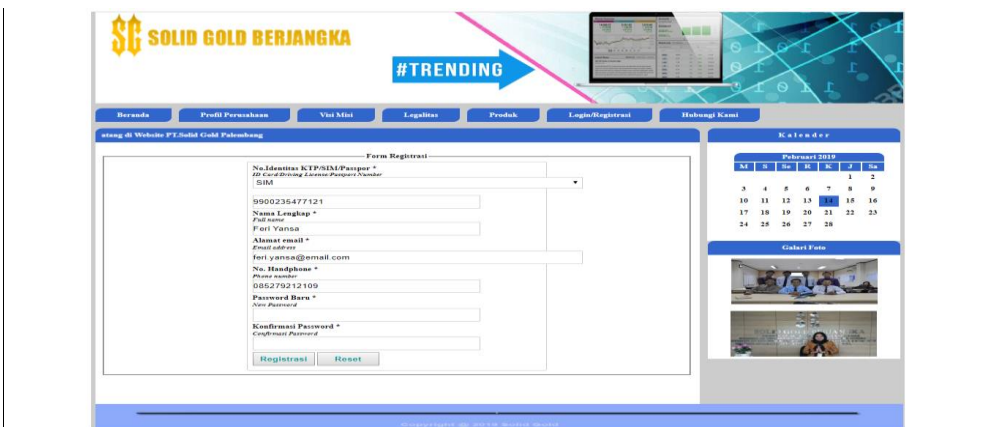 SG SOLID GOLD BERJANGKA
#TRENDING
Beranda
Profil Perusahaan
Visi Misi
Legalitas
Produk
Login/Registrasi
Hubungi Kami
atang di Website PT.Solid Gold Palembang
Form Registrasi
No.Identitas KTP/SIM/Paspor *
ID Card/Driving License/Passport Number
SIM
9900235477121
Nama Lengkap *
Full name
Feri Yansa
Alamat email *
Email address
feri.yansa@email.com
No. Handphone *
Phone number
085279212109
Password Baru *
New Password
Konfirmasi Password *
Confirmasi Password
Registrasi Reset
Kalender
Pebruari 2019
M S Se R K J Sa
1 2
3 4 5 6 7 8 9
10 11 12 13 14 15 16
17 18 19 20 21 22 23
24 25 26 27 28
Galari Foto